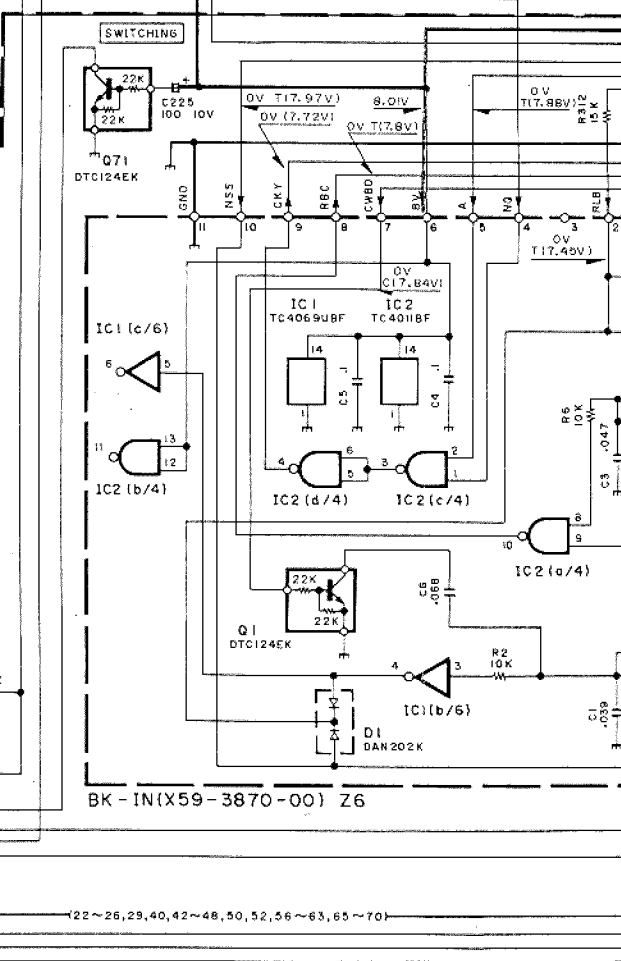 SWITCHING
22K
22K
C225
100 10V
+
Q71
DTC124EK
0V T(7.97V)
0V (7.72V)
0V T(7.8V)
8.01V
0V
T(7.88V)
R312
15K
GND
NSS
CKY
RBC
CWBD
8V
A
NQ
RLB
11
10
9
8
7
6
5
4
3
2
0V
T(7.45V)
0V
C(7.84V)
IC1
TC4069UBF
IC2
TC4011BF
IC1(c/6)
6
5
14
1
C5 .1
14
1
C4 .1
R6
10K
C3 .047
11
13
12
IC2(b/4)
4
6
5
IC2(d/4)
3
2
1
IC2(c/4)
8
9
10
IC2(a/4)
22K
22K
Q1
DTC124EK
C6
.068
R2
10K
4
3
IC1(b/6)
C1
.039
D1
DAN202K
BK-IN(X59-3870-00) Z6
(22~26,29,40,42~48,50,52,56~63,65~70)